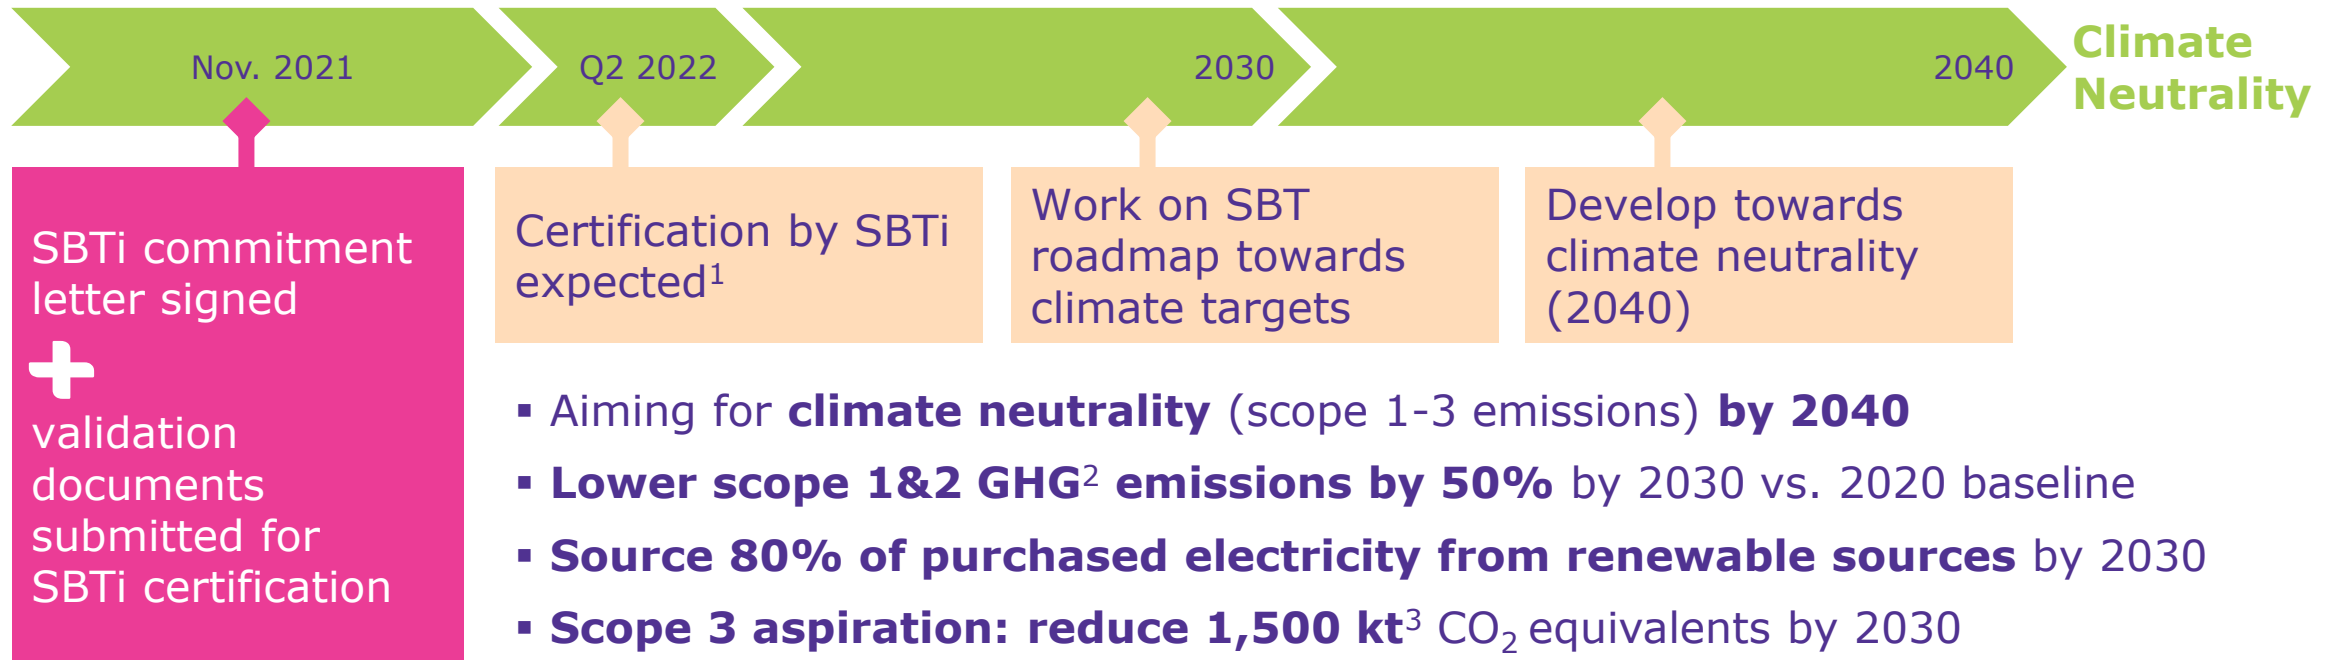 Nov. 2021
Q2 2022
2030
2040
Climate
Neutrality
SBTi commitment
letter signed
validation
documents
submitted for
SBTi certification
Certification by SBTi
expected¹
Work on SBT
roadmap towards
climate targets
Develop towards
climate neutrality
(2040)
▪ Aiming for climate neutrality (scope 1-3 emissions) by 2040
▪ Lower scope 1&2 GHG² emissions by 50% by 2030 vs. 2020 baseline
▪ Source 80% of purchased electricity from renewable sources by 2030
▪ Scope 3 aspiration: reduce 1,500 kt³ CO₂ equivalents by 2030